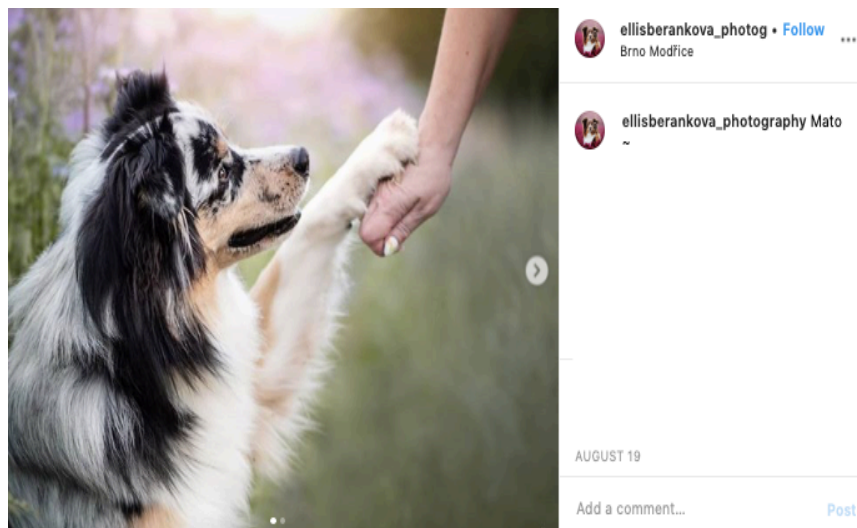 ellisberankova_photog • Follow
Brno Modřice
ellisberankova_photography Mato
~
AUGUST 19
Add a comment...
Post